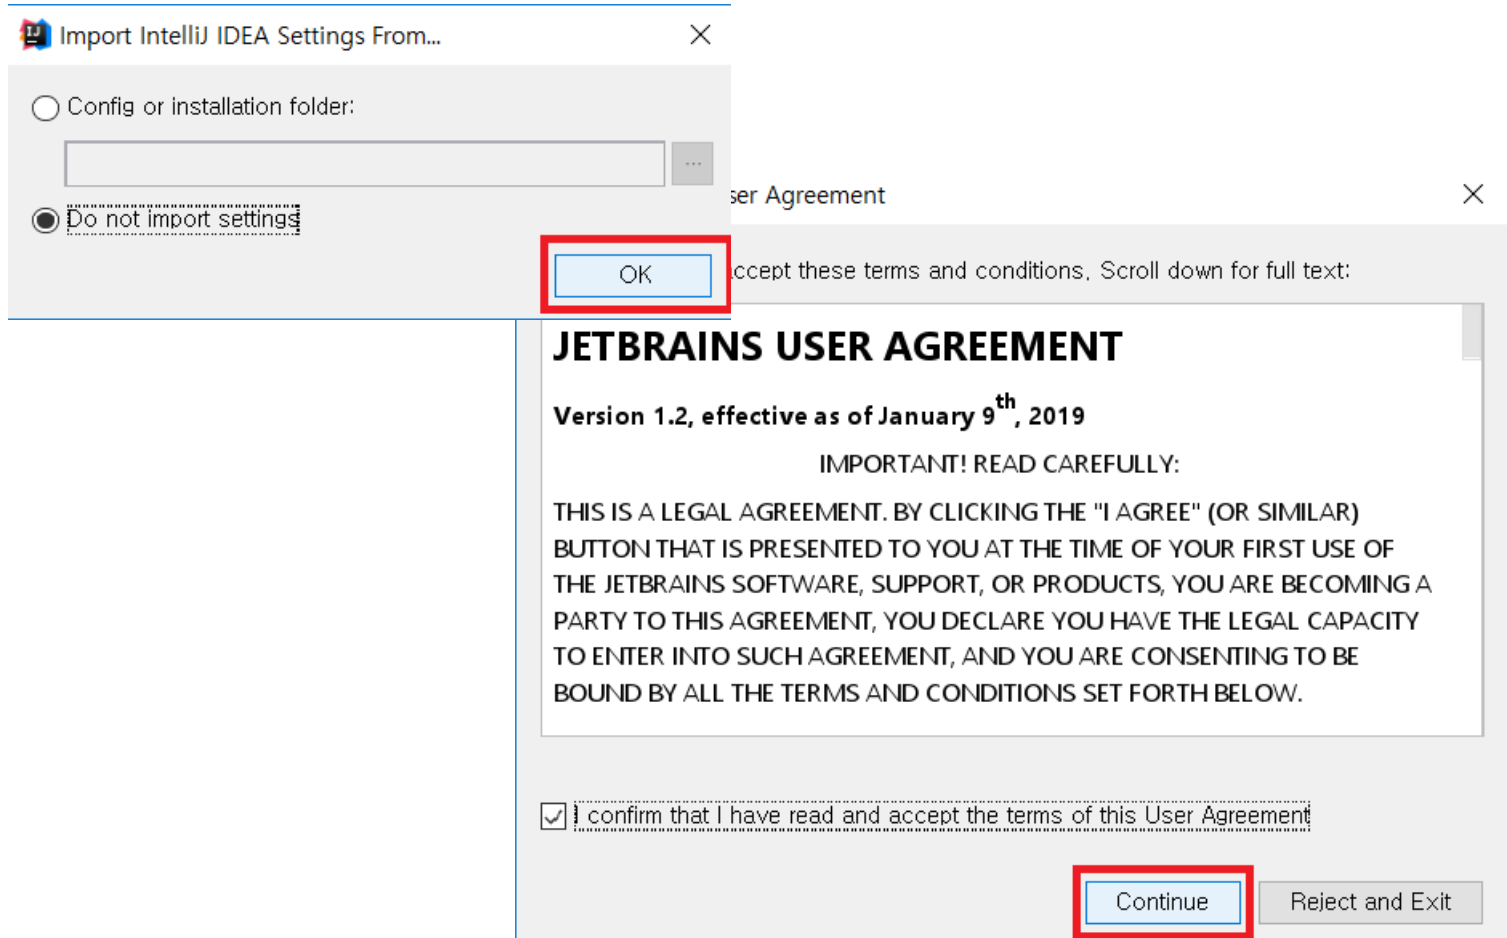 IJ
Import IntelliJ IDEA Settings From...
Config or installation folder:
...
Do not import settings
OK
User Agreement
accept these terms and conditions. Scroll down for full text:
JETBRAINS USER AGREEMENT
Version 1.2, effective as of January 9th, 2019
IMPORTANT! READ CAREFULLY:
THIS IS A LEGAL AGREEMENT. BY CLICKING THE "I AGREE" (OR SIMILAR)
BUTTON THAT IS PRESENTED TO YOU AT THE TIME OF YOUR FIRST USE OF
THE JETBRAINS SOFTWARE, SUPPORT, OR PRODUCTS, YOU ARE BECOMING A
PARTY TO THIS AGREEMENT, YOU DECLARE YOU HAVE THE LEGAL CAPACITY
TO ENTER INTO SUCH AGREEMENT, AND YOU ARE CONSENTING TO BE
BOUND BY ALL THE TERMS AND CONDITIONS SET FORTH BELOW.
I confirm that I have read and accept the terms of this User Agreement
Continue
Reject and Exit